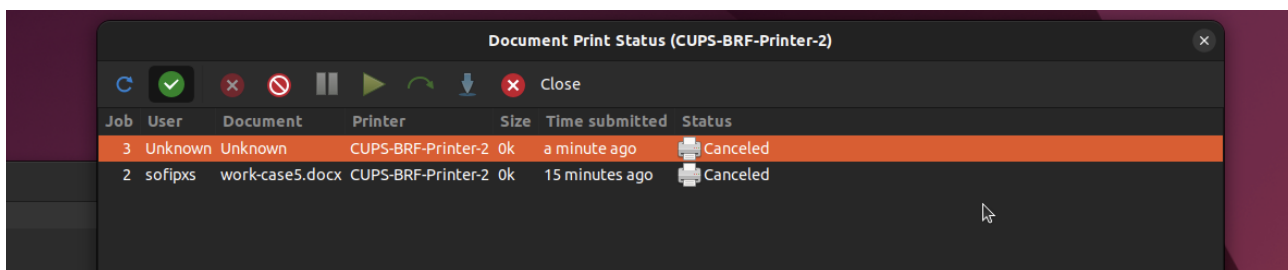 Document Print Status (CUPS-BRF-Printer-2)
Close
Job User Document Printer Size Time submitted Status
3 Unknown Unknown CUPS-BRF-Printer-2 0k a minute ago Canceled
2 sofipxs work-case5.docx CUPS-BRF-Printer-2 0k 15 minutes ago Canceled